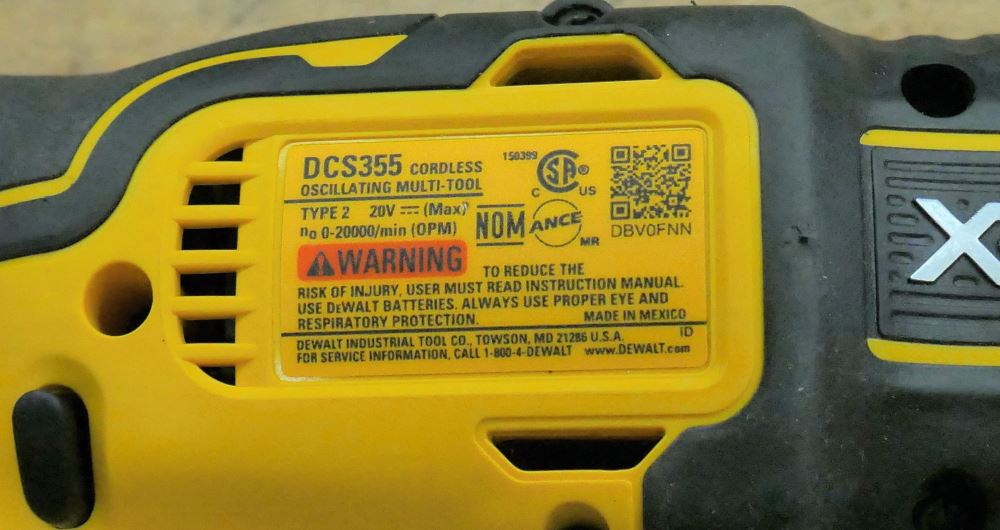 DCS355 CORDLESS
OSCILLATING MULTI-TOOL
TYPE 2 20V ⎓ (Max)
n0 0-20000/min (OPM)
150399
CSA®
C US
NOM
ANCE
MR
DBV0FNN
⚠WARNING TO REDUCE THE
RISK OF INJURY, USER MUST READ INSTRUCTION MANUAL.
USE DEWALT BATTERIES. ALWAYS USE PROPER EYE AND
RESPIRATORY PROTECTION. MADE IN MEXICO
DEWALT INDUSTRIAL TOOL CO., TOWSON, MD 21286 U.S.A. ID
FOR SERVICE INFORMATION, CALL 1-800-4-DEWALT www.DEWALT.com